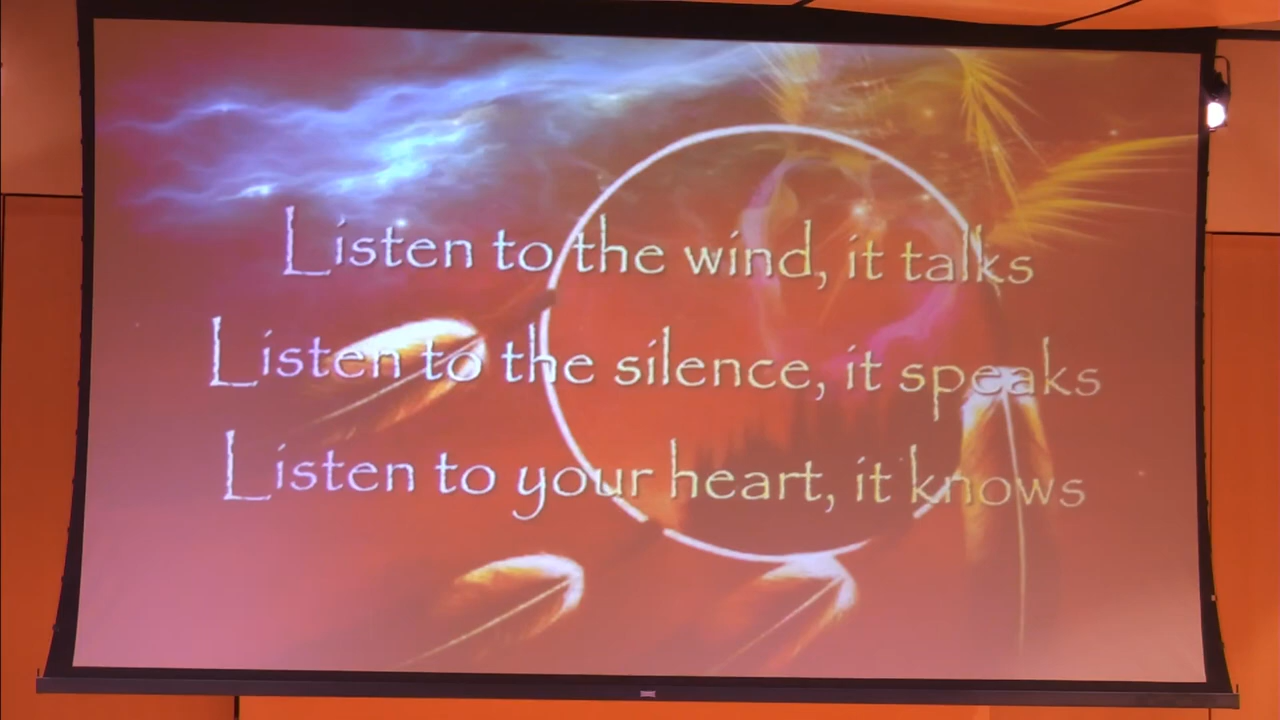 Listen to the wind, it talks
Listen to the silence, it speaks
Listen to your heart, it knows